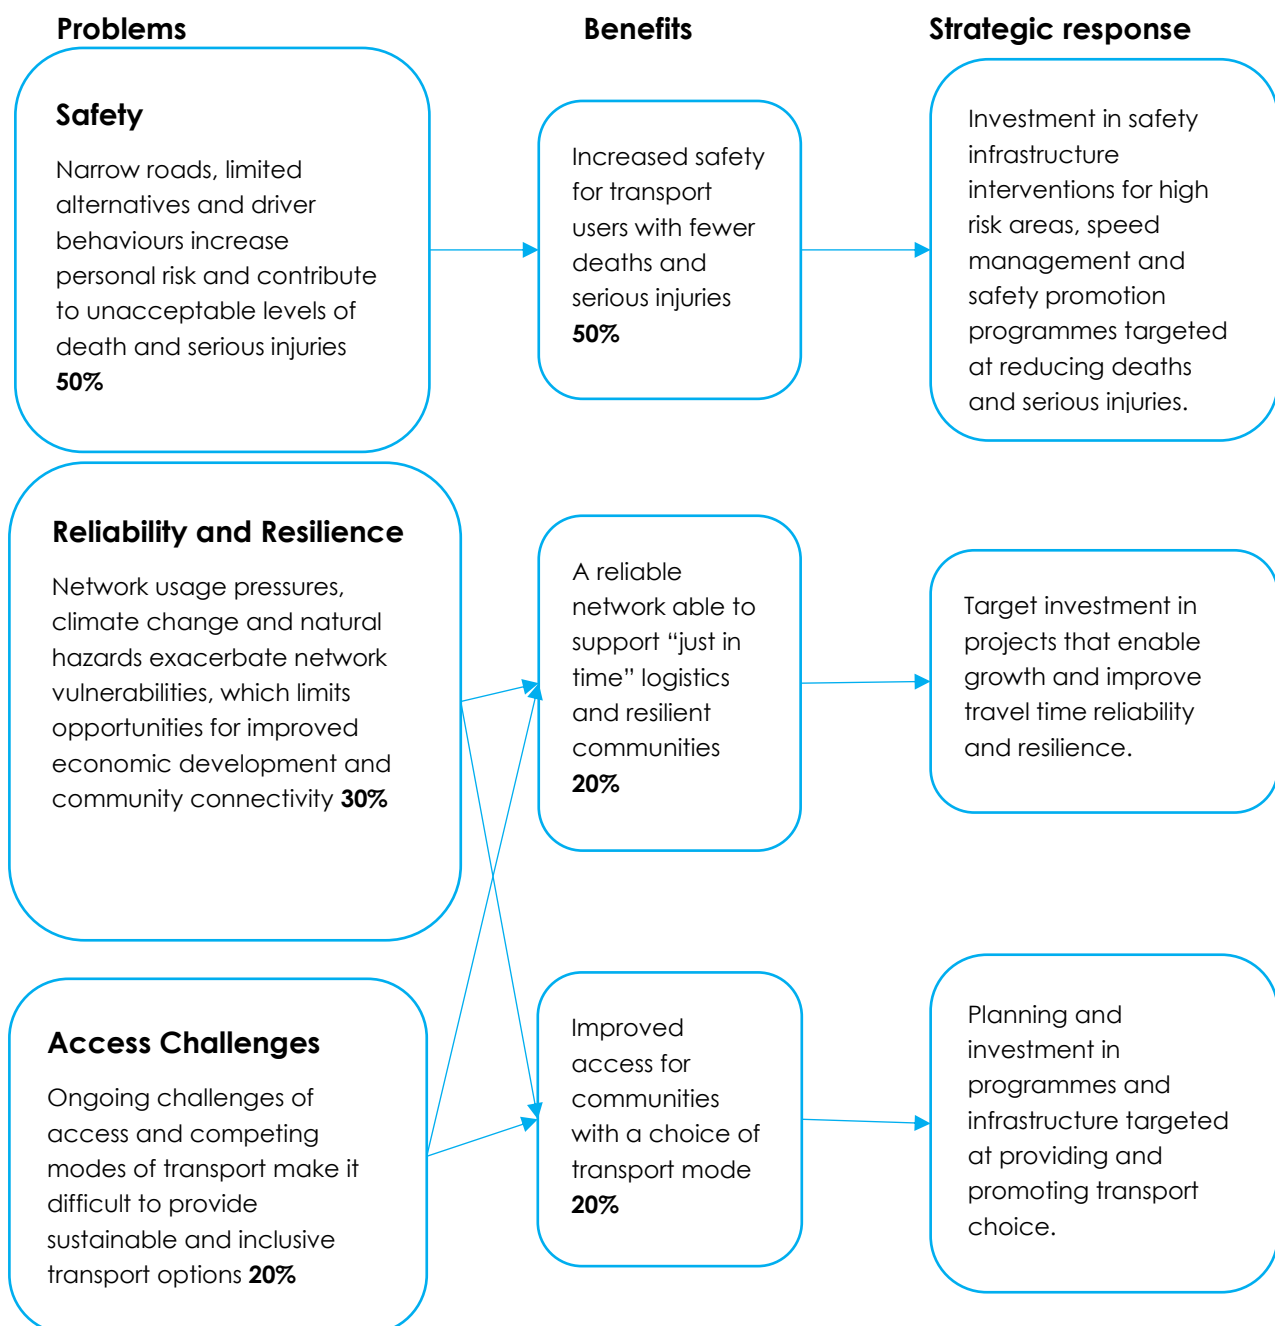 Problems
Benefits
Strategic response
Safety
Narrow roads, limited
alternatives and driver
behaviours increase
personal risk and contribute
to unacceptable levels of
death and serious injuries
50%
Increased safety
for transport
users with fewer
deaths and
serious injuries
50%
Investment in safety
infrastructure
interventions for high
risk areas, speed
management and
safety promotion
programmes targeted
at reducing deaths
and serious injuries.
Reliability and Resilience
Network usage pressures,
climate change and natural
hazards exacerbate network
vulnerabilities, which limits
opportunities for improved
economic development and
community connectivity 30%
A reliable
network able to
support “just in
time” logistics
and resilient
communities
20%
Target investment in
projects that enable
growth and improve
travel time reliability
and resilience.
Access Challenges
Ongoing challenges of
access and competing
modes of transport make it
difficult to provide
sustainable and inclusive
transport options 20%
Improved
access for
communities
with a choice of
transport mode
20%
Planning and
investment in
programmes and
infrastructure targeted
at providing and
promoting transport
choice.